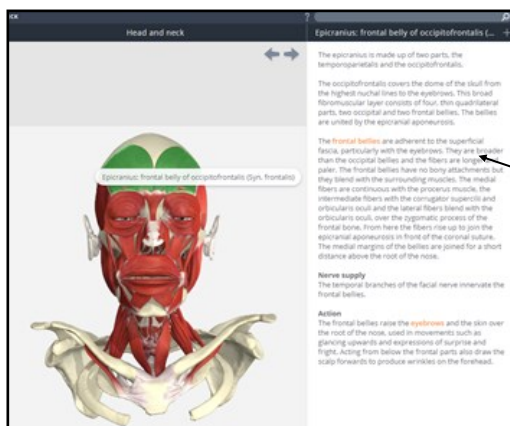 Head and neck
?
Epicranius: frontal belly of occipitofrontalis (... +
The epicranius is made up of two parts, the
temporoparietalis and the occipitofrontalis.
The occipitofrontalis covers the dome of the skull from
the highest nuchal lines to the eyebrows. This broad
fibromuscular layer consists of four, thin quadrilateral
parts, two occipital and two frontal bellies. The bellies
are united by the epicranial aponeurosis.
The frontal bellies are adherent to the superficial
fascia, particularly with the eyebrows. They are broader
than the occipital bellies and the fibers are longer
paler. The frontal bellies have no bony attachments but
they blend with the surrounding muscles. The medial
fibers are continuous with the procerus muscle, the
intermediate fibers with the corrugator supercilii and
orbicularis oculi and the lateral fibers blend with the
orbicularis oculi, over the zygomatic process of the
frontal bone. From here the fibres rise up to join the
epicranial aponeurosis in front of the coronal suture.
The medial margins of the bellies are joined for a short
distance above the root of the nose.
Nerve supply
The temporal branches of the facial nerve innervate the
frontal bellies.
Action
The frontal bellies raise the eyebrows and the skin over
the root of the nose, used in movements such as
glancing upwards and expressions of surprise and
fright. Acting from below the frontal parts also draw the
scalp forwards to produce wrinkles on the forehead.
Epicranius: frontal belly of occipitofrontalis (Syn. frontalis)